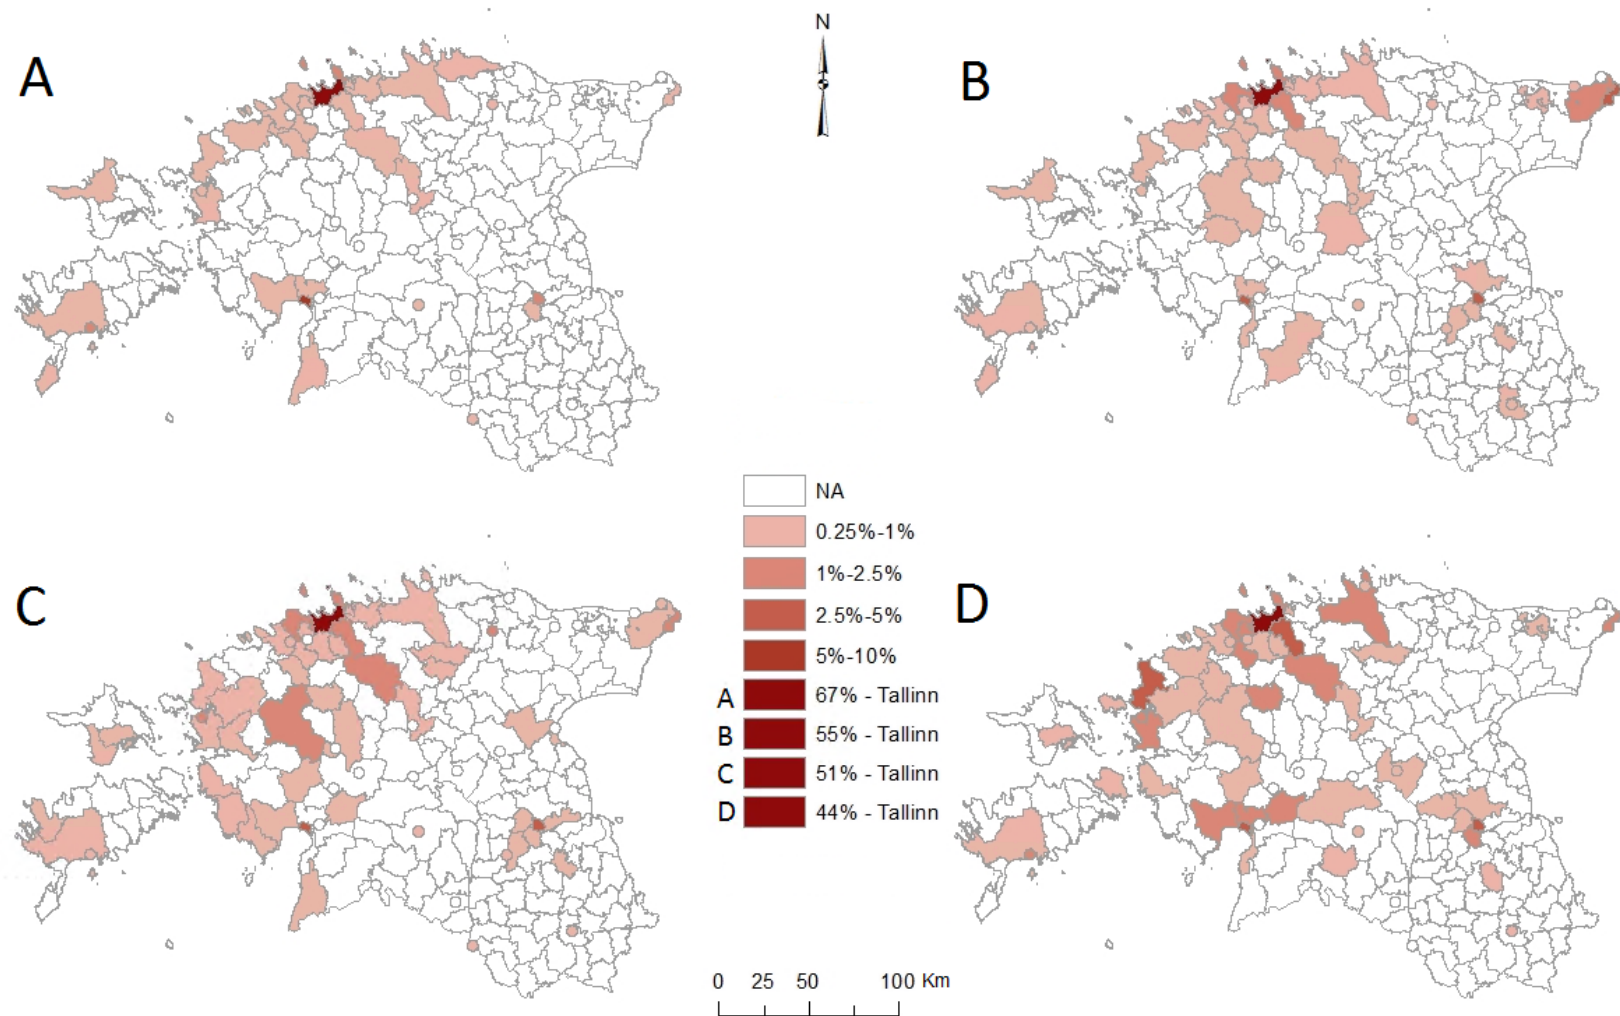 N
A
B
NA
0.25%-1%
1%-2.5%
2.5%-5%
5%-10%
A 67% - Tallinn
B 55% - Tallinn
C 51% - Tallinn
D 44% - Tallinn
C
D
0 25 50 100 Km